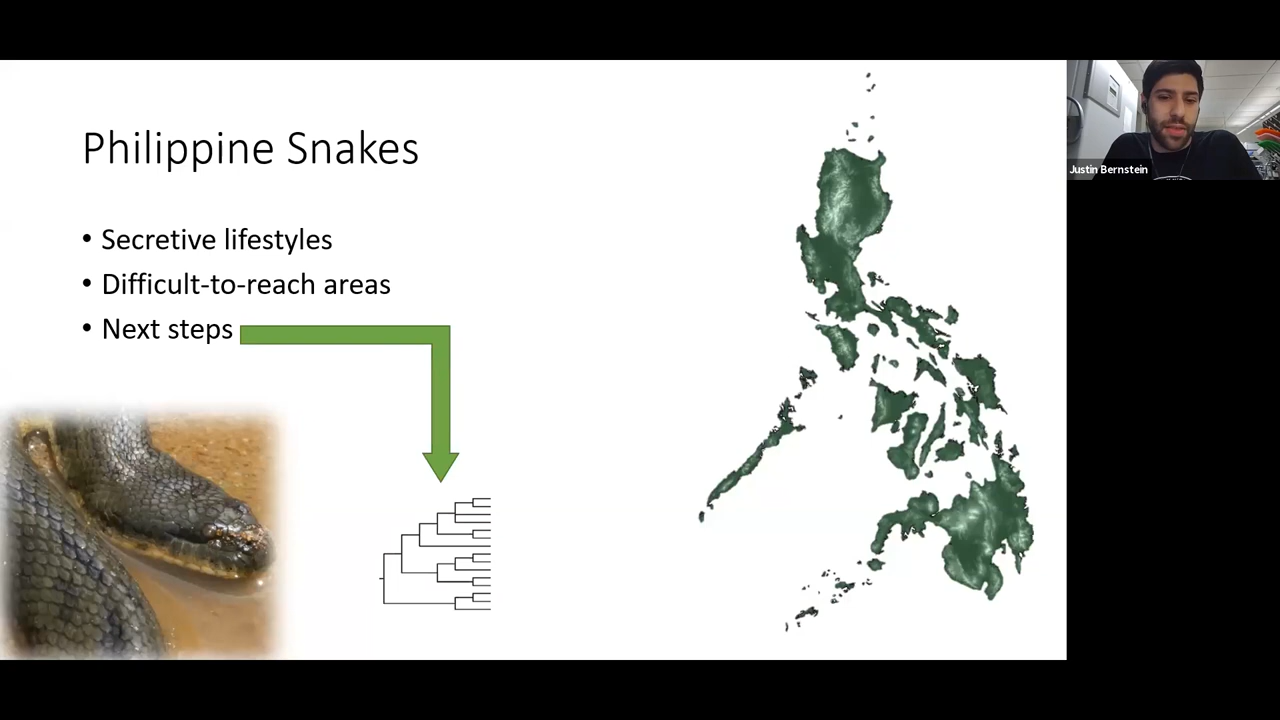 Philippine Snakes
• Secretive lifestyles
• Difficult-to-reach areas
• Next steps
Justin Bernstein